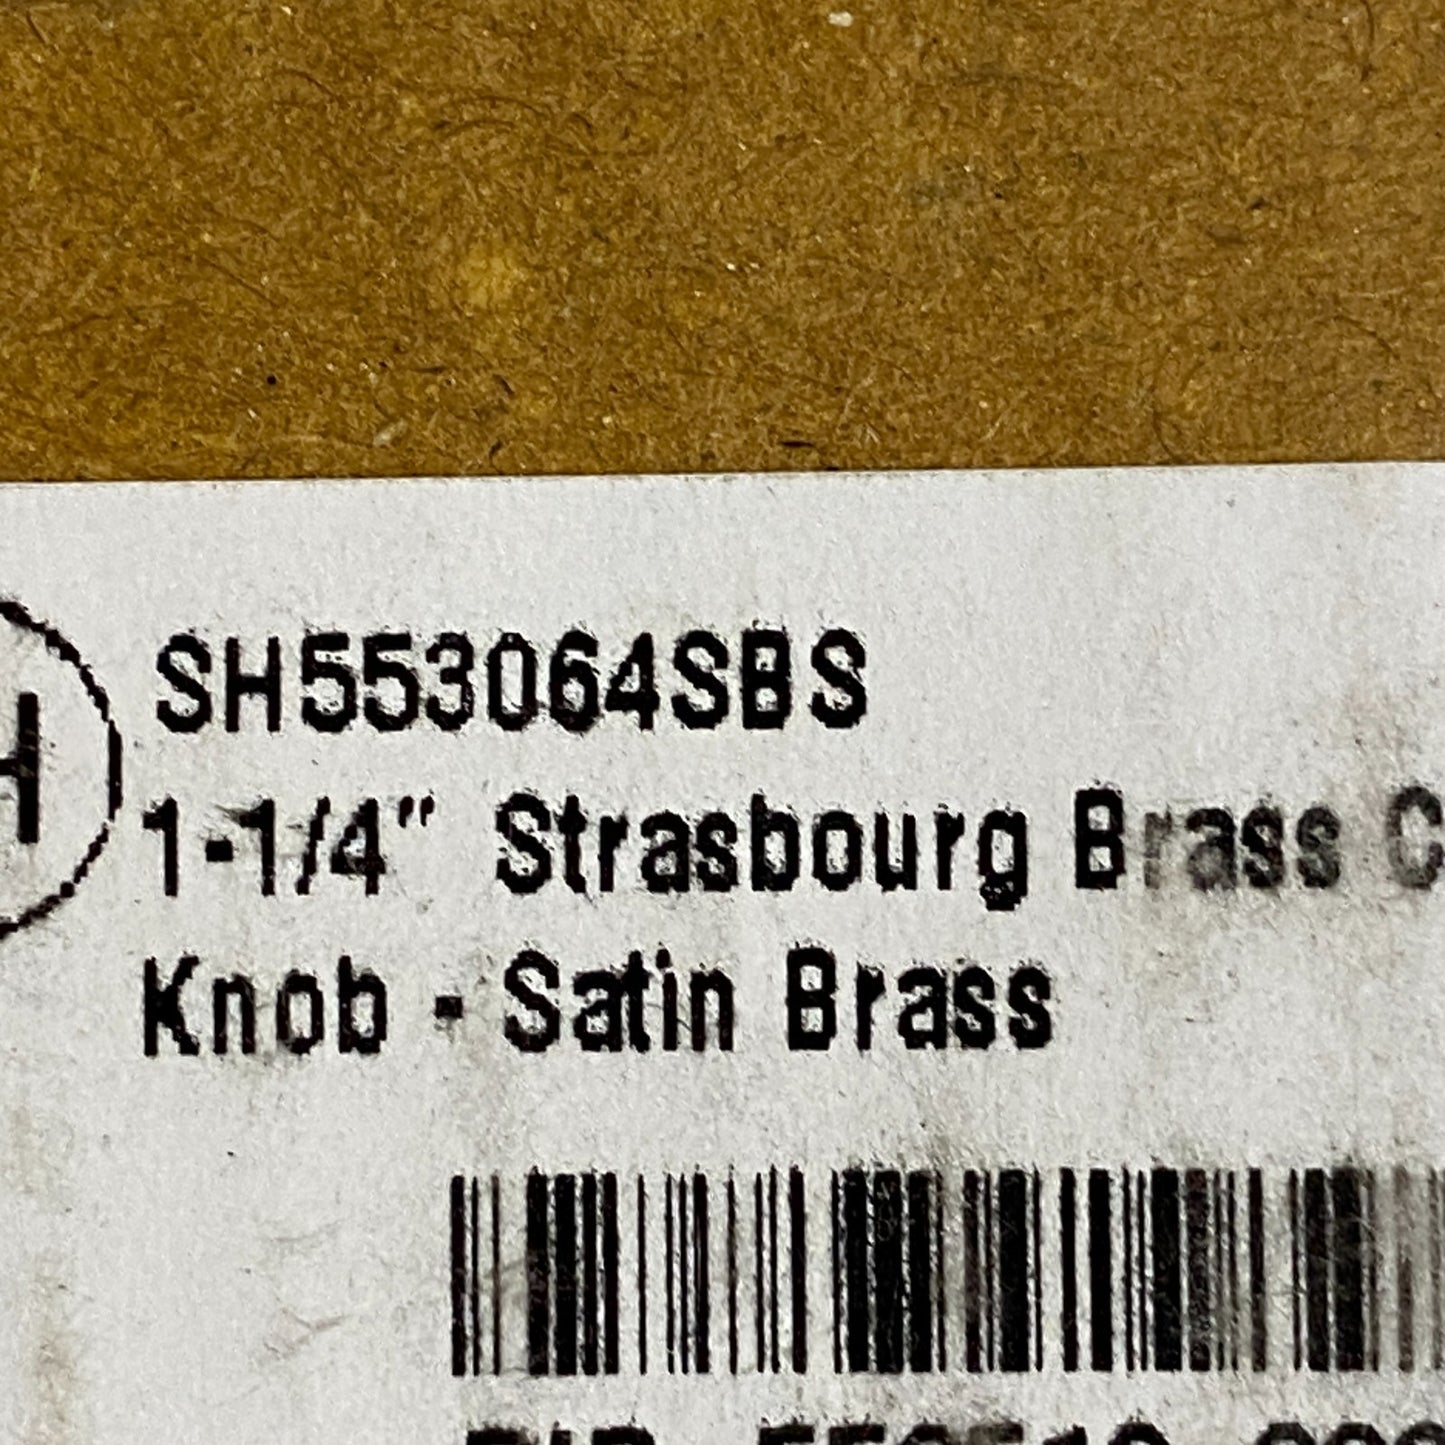 H
SH553064SBS
1-1/4" Strasbourg Brass C
Knob - Satin Brass